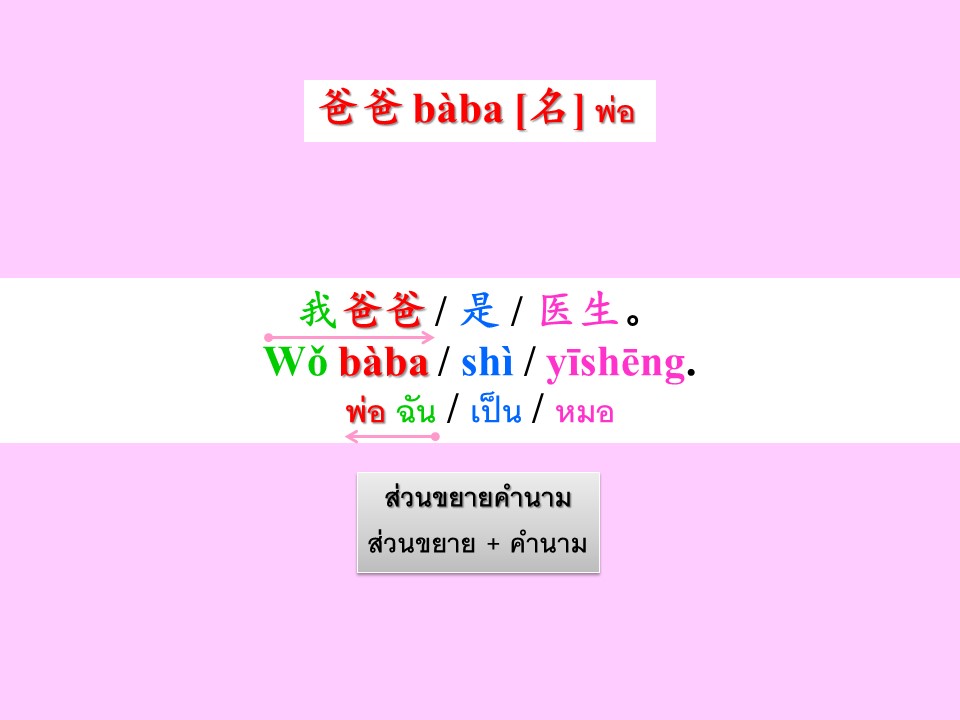 爸爸 bàba [名] พ่อ
我爸爸 / 是 / 医生。
Wǒ bàba / shì / yīshēng.
พ่อ ฉัน / เป็น / หมอ
ส่วนขยายคำนาม
ส่วนขยาย + คำนาม